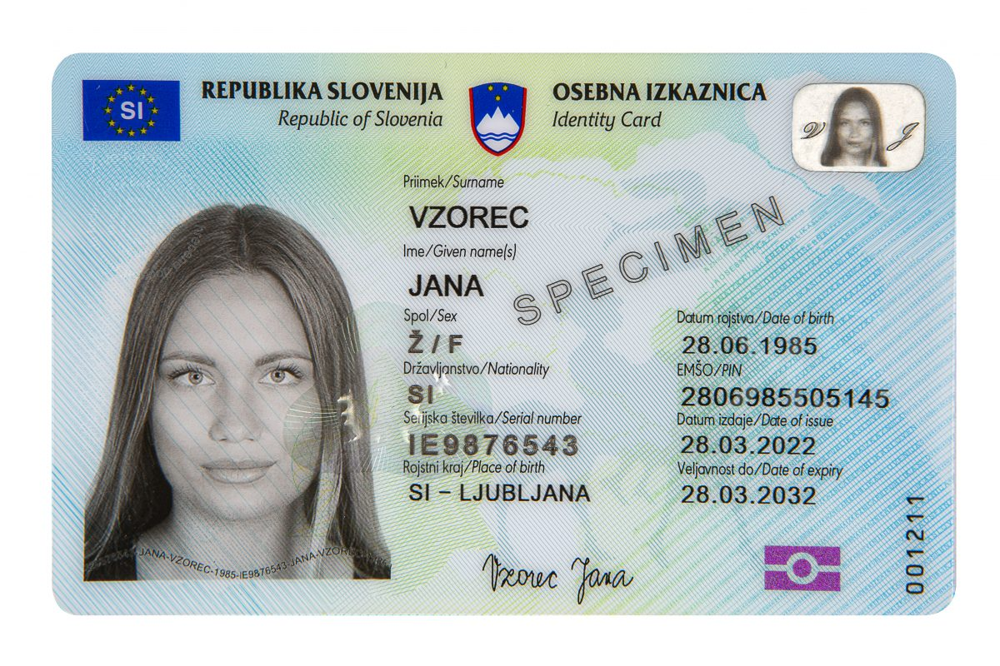 SI
REPUBLIKA SLOVENIJA
Republic of Slovenia
OSEBNA IZKAZNICA
Identity Card
V J
Priimek/Surname
VZOREC
Ime/Given name(s)
JANA
SPECIMEN
Spol/Sex
Ž / F
Datum rojstva/Date of birth
28.06.1985
Državljanstvo/Nationality
SI
EMŠO/PIN
2806985505145
Serijska številka/Serial number
IE9876543
Datum izdaje/Date of issue
28.03.2022
Rojstni kraj/Place of birth
SI – LJUBLJANA
Veljavnost do/Date of expiry
28.03.2032
JANA-VZOREC-1985-IE9876543-JANA-VZOREC
Vzorec Jana
001211